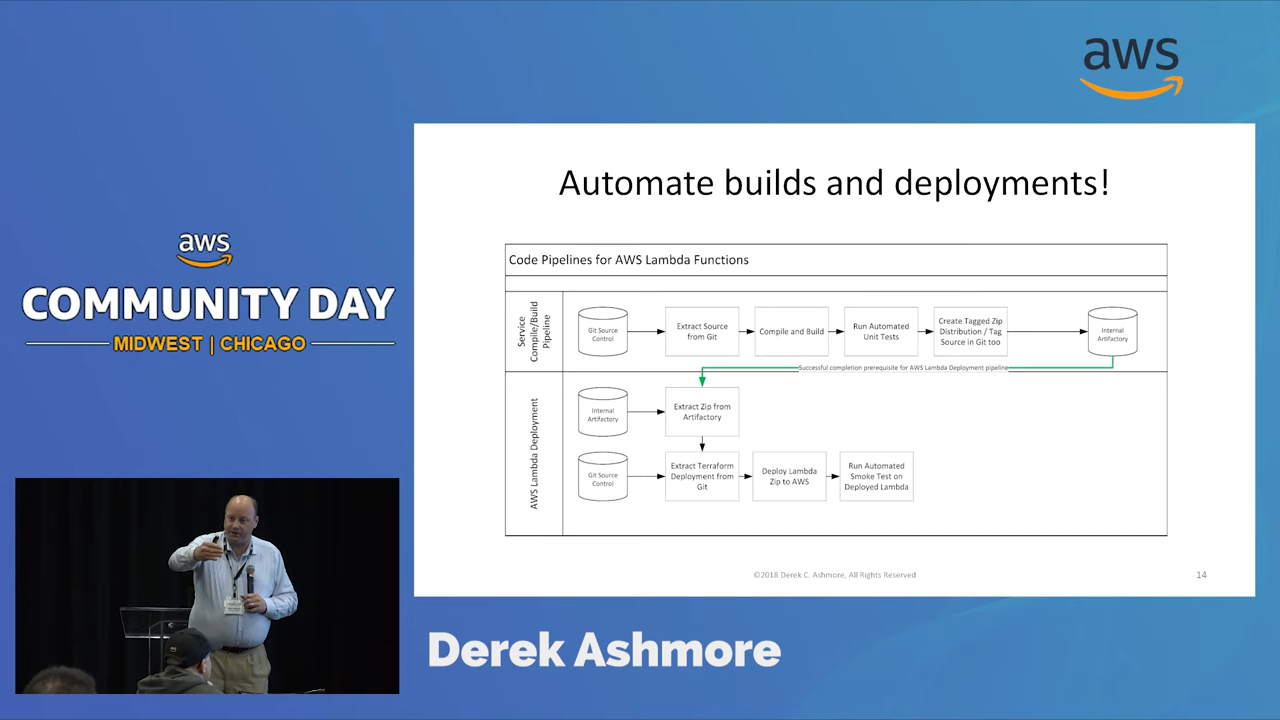 aws
aws
COMMUNITY DAY
MIDWEST | CHICAGO
Automate builds and deployments!
Code Pipelines for AWS Lambda Functions
Service
Compile/Build
Pipeline
Git Source
Control
Extract Source
from Git
Compile and Build
Run Automated
Unit Tests
Create Tagged Zip
Distribution / Tag
Source in Git too
Internal
Artifactory
Successful completion prerequisite for AWS Lambda Deployment pipeline
AWS Lambda Deployment
Internal
Artifactory
Extract Zip from
Artifactory
Git Source
Control
Extract Terraform
Deployment from
Git
Deploy Lambda
Zip to AWS
Run Automated
Smoke Test on
Deployed Lambda
©2018 Derek C. Ashmore, All Rights Reserved
14
Derek Ashmore